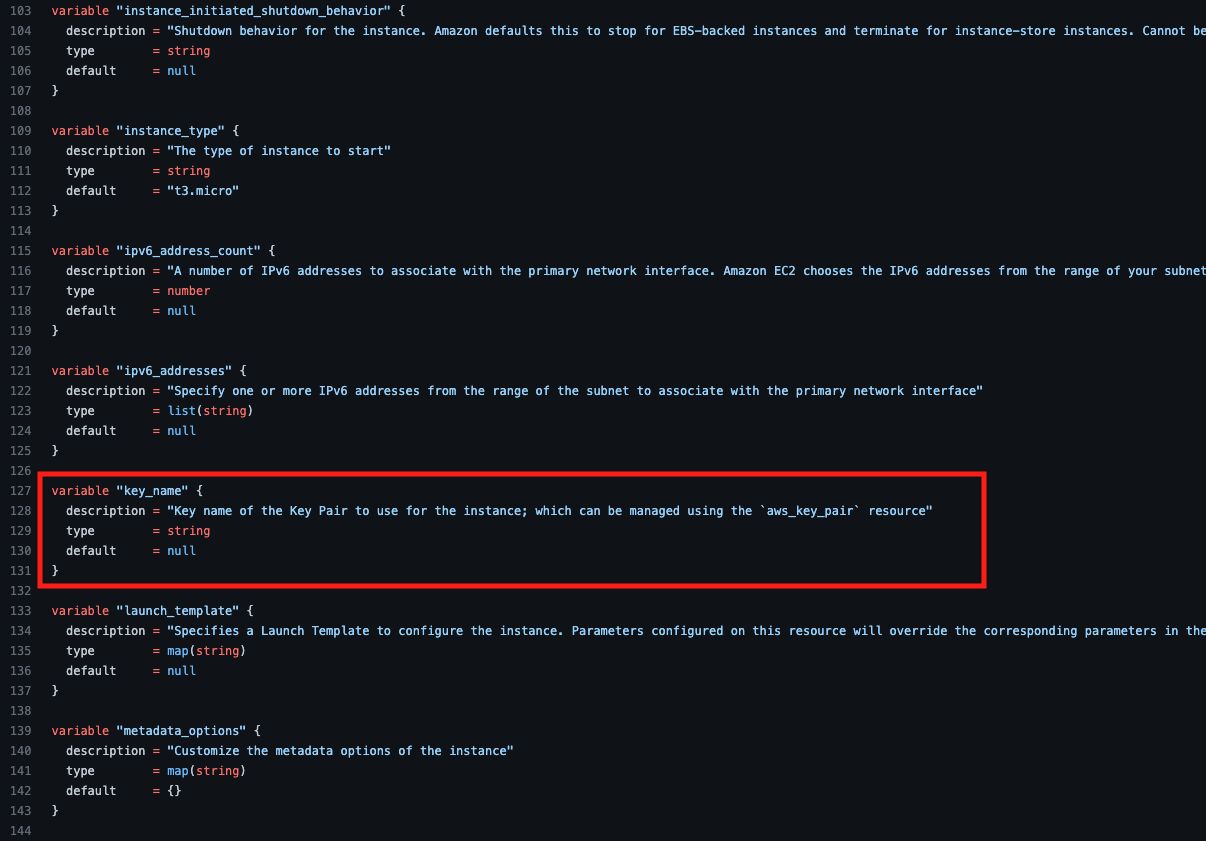 103 variable "instance_initiated_shutdown_behavior" {
104   description = "Shutdown behavior for the instance. Amazon defaults this to stop for EBS-backed instances and terminate for instance-store instances. Cannot be
105   type        = string
106   default     = null
107 }
108
109 variable "instance_type" {
110   description = "The type of instance to start"
111   type        = string
112   default     = "t3.micro"
113 }
114
115 variable "ipv6_address_count" {
116   description = "A number of IPv6 addresses to associate with the primary network interface. Amazon EC2 chooses the IPv6 addresses from the range of your subnet
117   type        = number
118   default     = null
119 }
120
121 variable "ipv6_addresses" {
122   description = "Specify one or more IPv6 addresses from the range of the subnet to associate with the primary network interface"
123   type        = list(string)
124   default     = null
125 }
126
127 variable "key_name" {
128   description = "Key name of the Key Pair to use for the instance; which can be managed using the `aws_key_pair` resource"
129   type        = string
130   default     = null
131 }
132
133 variable "launch_template" {
134   description = "Specifies a Launch Template to configure the instance. Parameters configured on this resource will override the corresponding parameters in the
135   type        = map(string)
136   default     = null
137 }
138
139 variable "metadata_options" {
140   description = "Customize the metadata options of the instance"
141   type        = map(string)
142   default     = {}
143 }
144